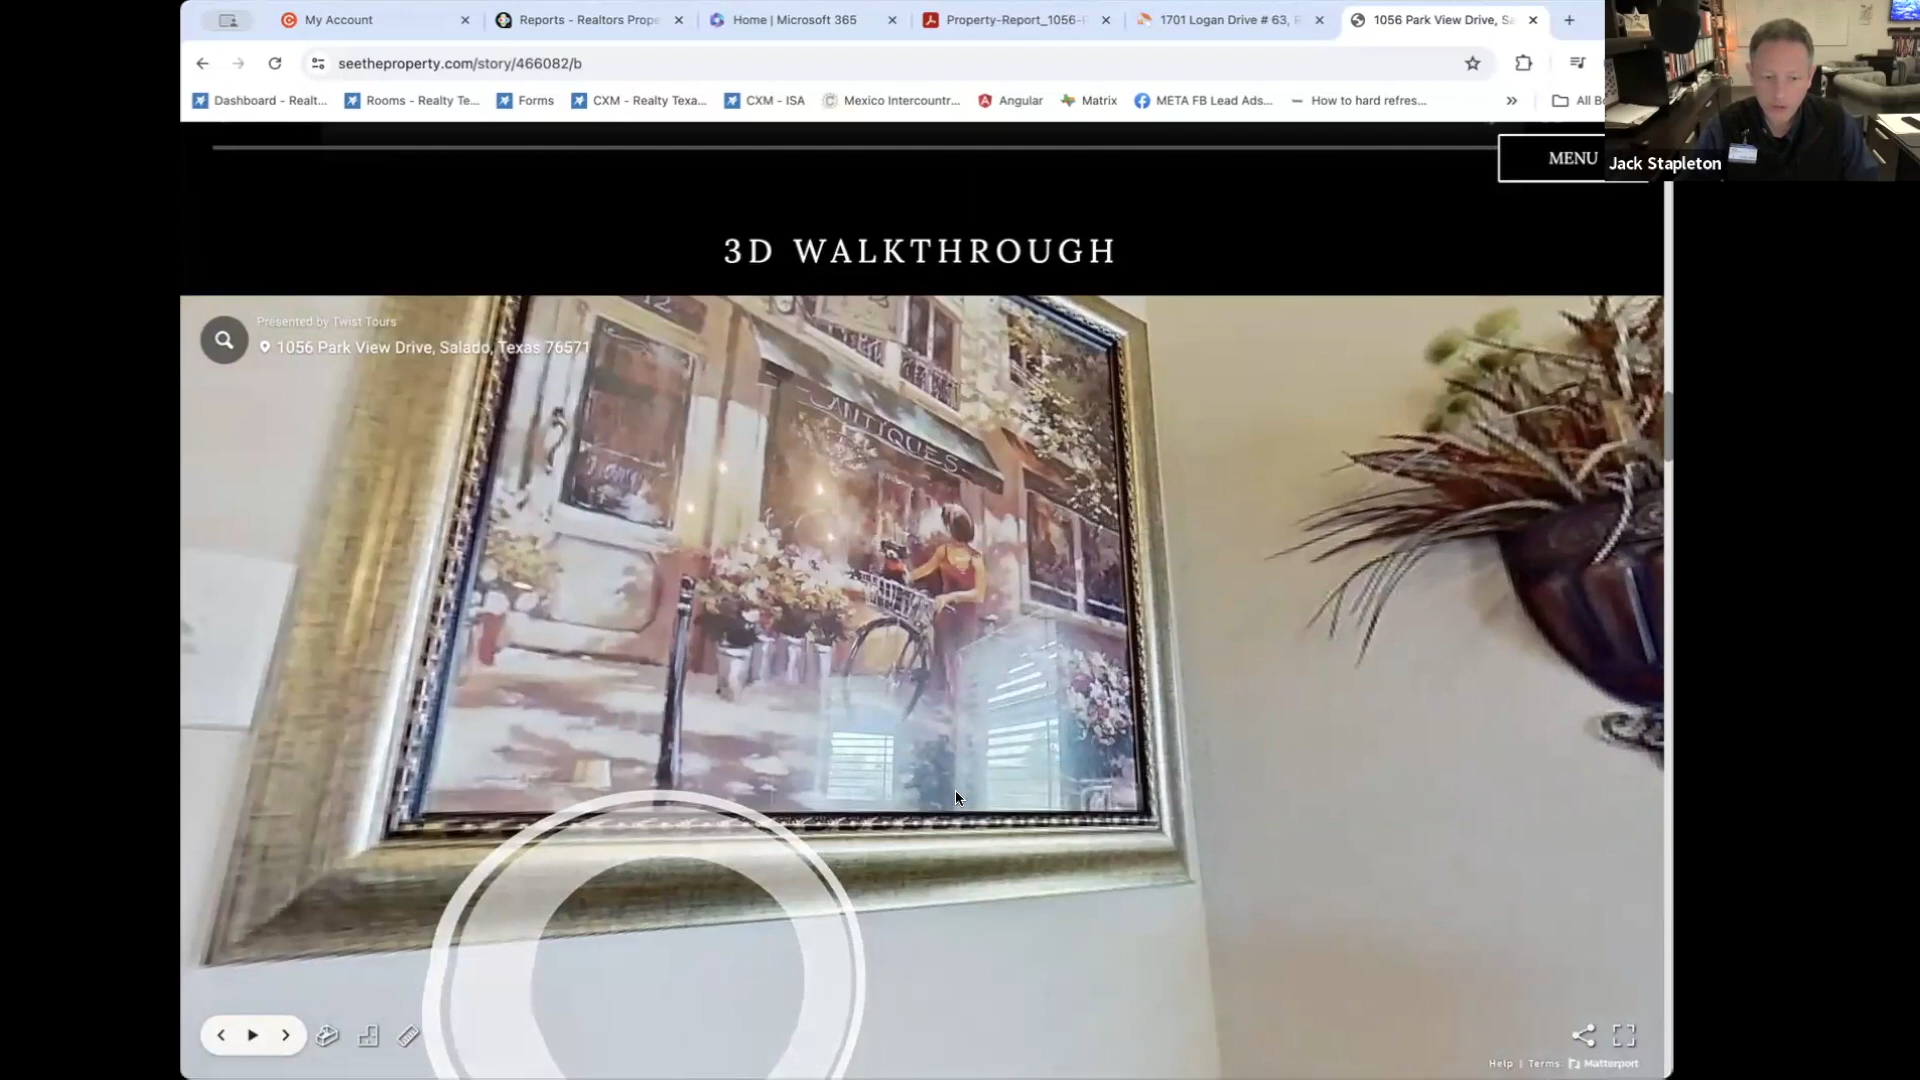 My Account
Reports - Realtors Prope
Home | Microsoft 365
Property-Report_1056-
1701 Logan Drive # 63,
1056 Park View Drive, Sa
seetheproperty.com/story/466082/b
Dashboard - Realt...
Rooms - Realty Te...
Forms
CXM - Realty Texa...
CXM - ISA
Mexico Intercountr...
Angular
Matrix
META FB Lead Ads...
How to hard refres...
»
All Bo
MENU
Jack Stapleton
3D WALKTHROUGH
Presented by Twist Tours
1056 Park View Drive, Salado, Texas 76571
12
ANTIQUES
Help | Terms
Matterport